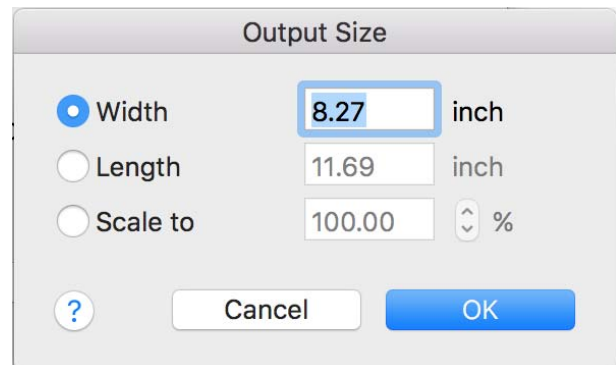 Output Size
Width 8.27 inch
Length 11.69 inch
Scale to 100.00 %
? Cancel OK